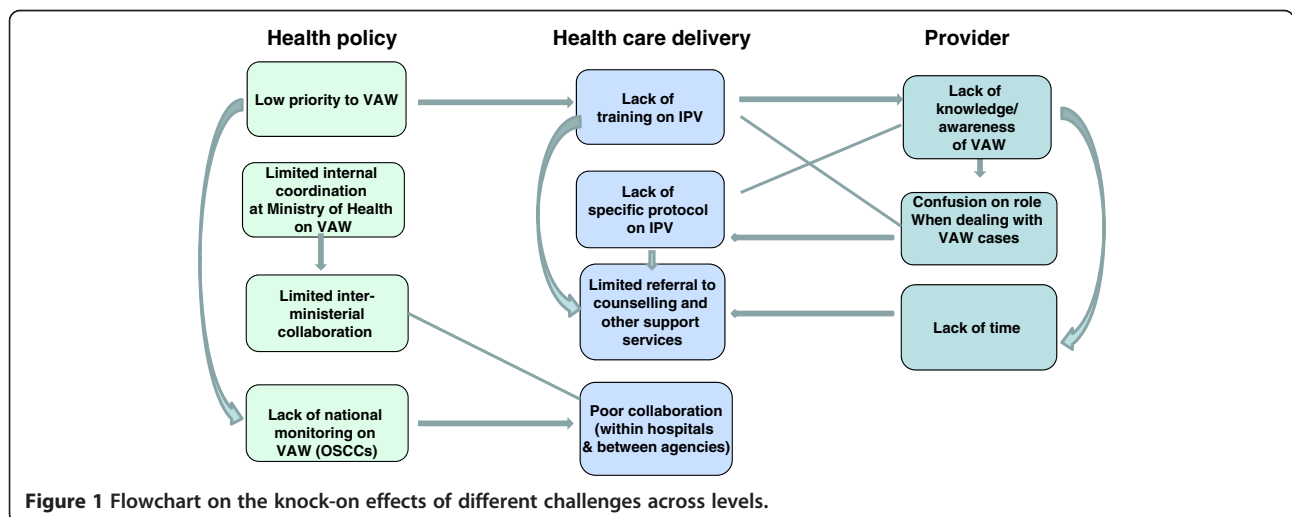 Health policy
Health care delivery
Provider
Low priority to VAW
Limited internal
coordination
at Ministry of Health
on VAW
Limited inter-
ministerial
collaboration
Lack of national
monitoring on
VAW (OSCCs)
Lack of
training on IPV
Lack of
specific protocol
on IPV
Limited referral to
counselling and
other support
services
Poor collaboration
(within hospitals
& between agencies)
Lack of
knowledge/
awareness
of VAW
Confusion on role
When dealing with
VAW cases
Lack of time
Figure 1 Flowchart on the knock-on effects of different challenges across levels.